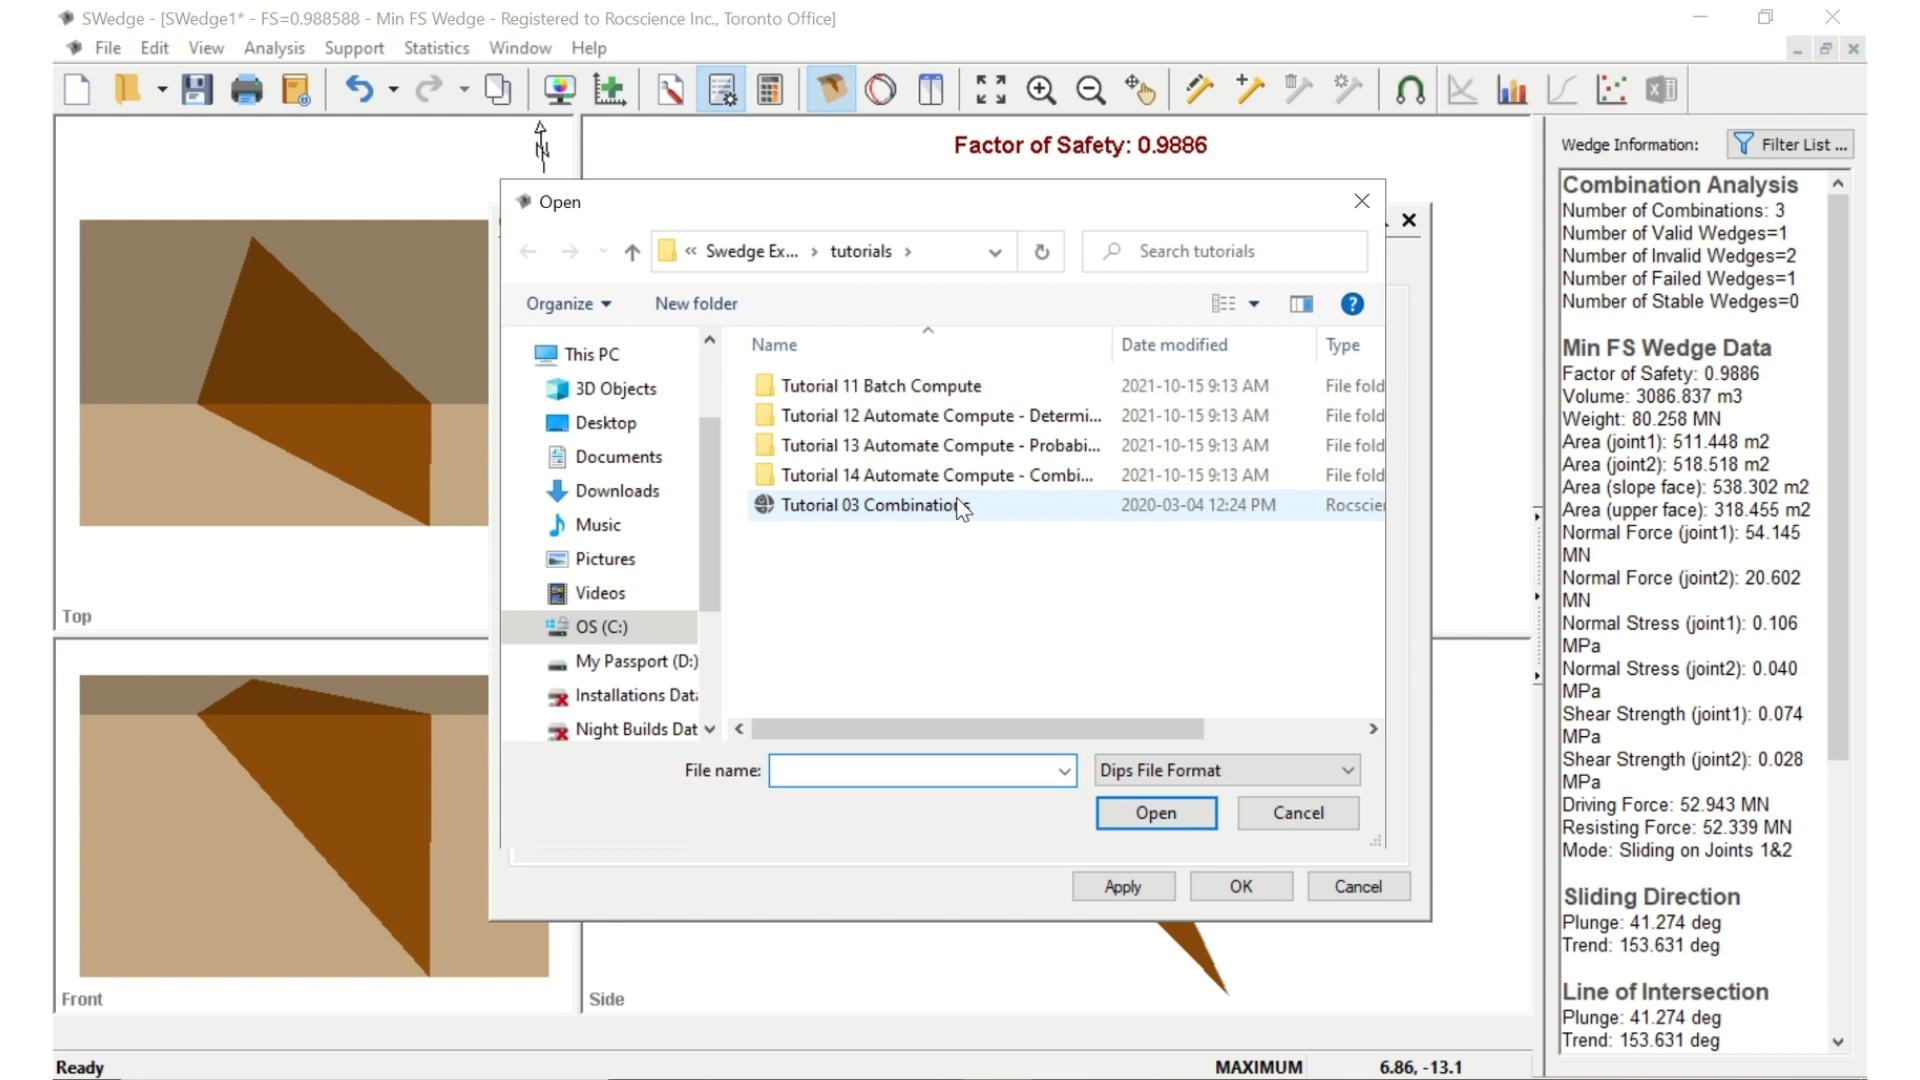 SWedge - [SWedge1* - FS=0.988588 - Min FS Wedge - Registered to Rocscience Inc., Toronto Office]
File Edit View Analysis Support Statistics Window Help
N
Factor of Safety: 0.9886
Top
Front
Side
Open
« Swedge Ex... › tutorials ›
Search tutorials
Organize
New folder
This PC
3D Objects
Desktop
Documents
Downloads
Music
Pictures
Videos
OS (C:)
My Passport (D:)
Installations Dat
Night Builds Dat
Name Date modified Type
Tutorial 11 Batch Compute 2021-10-15 9:13 AM File fold
Tutorial 12 Automate Compute - Determi... 2021-10-15 9:13 AM File fold
Tutorial 13 Automate Compute - Probabi... 2021-10-15 9:13 AM File fold
Tutorial 14 Automate Compute - Combi... 2021-10-15 9:13 AM File fold
Tutorial 03 Combinations 2020-03-04 12:24 PM Rocscie
File name:
Dips File Format
Open Cancel
Apply OK Cancel
Wedge Information: Filter List ...
Combination Analysis
Number of Combinations: 3
Number of Valid Wedges=1
Number of Invalid Wedges=2
Number of Failed Wedges=1
Number of Stable Wedges=0
Min FS Wedge Data
Factor of Safety: 0.9886
Volume: 3086.837 m3
Weight: 80.258 MN
Area (joint1): 511.448 m2
Area (joint2): 518.518 m2
Area (slope face): 538.302 m2
Area (upper face): 318.455 m2
Normal Force (joint1): 54.145
MN
Normal Force (joint2): 20.602
MN
Normal Stress (joint1): 0.106
MPa
Normal Stress (joint2): 0.040
MPa
Shear Strength (joint1): 0.074
MPa
Shear Strength (joint2): 0.028
MPa
Driving Force: 52.943 MN
Resisting Force: 52.339 MN
Mode: Sliding on Joints 1&2
Sliding Direction
Plunge: 41.274 deg
Trend: 153.631 deg
Line of Intersection
Plunge: 41.274 deg
Trend: 153.631 deg
Ready
MAXIMUM
6.86, -13.1